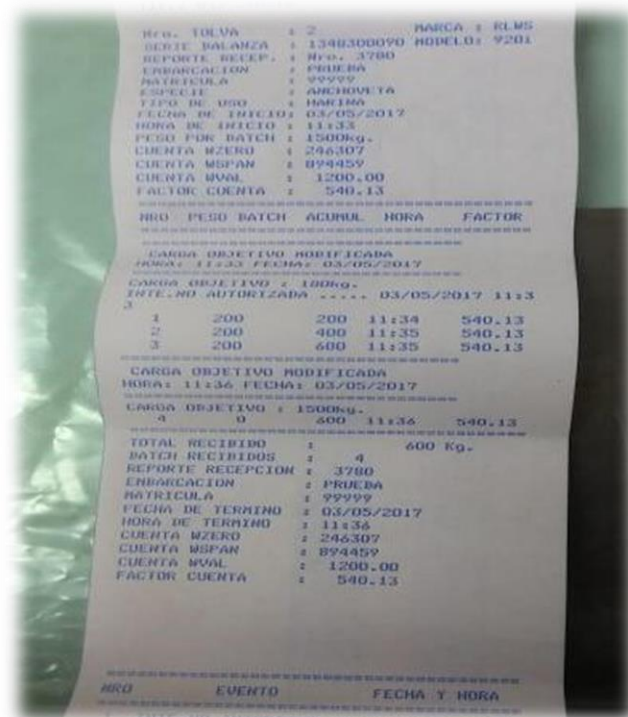 Nro. TOLVA : 2 MARCA : RLWS
SERIE BALANZA : 1348300090 MODELO: 9201
REPORTE RECEP. : Nro. 3780
EMBARCACION : PRUEBA
MATRICULA : 99999
ESPECIE : ANCHOVETA
TIPO DE USO : MARINA
FECHA DE INICIO: 03/05/2017
HORA DE INICIO : 11:33
PESO POR BATCH : 1500Kg.
CUENTA WZERO : 246307
CUENTA WSPAN : 894459
CUENTA WVAL : 1200.00
FACTOR CUENTA : 540.13
NRO PESO BATCH ACUMUL HORA FACTOR
CARGA OBJETIVO MODIFICADA
HORA: 11:33 FECHA: 03/05/2017
CARGA OBJETIVO : 180Kg.
INTE.NO AUTORIZADA ..... 03/05/2017 11:3
3
1 200 200 11:34 540.13
2 200 400 11:35 540.13
3 200 600 11:35 540.13
CARGA OBJETIVO MODIFICADA
HORA: 11:36 FECHA: 03/05/2017
CARGA OBJETIVO : 1500Kg.
4 0 600 11:36 540.13
TOTAL RECIBIDO : 600 Kg.
BATCH RECIBIDOS : 4
REPORTE RECEPCION : 3780
EMBARCACION : PRUEBA
MATRICULA : 99999
FECHA DE TERMINO : 03/05/2017
HORA DE TERMINO : 11:36
CUENTA WZERO : 246307
CUENTA WSPAN : 894459
CUENTA WVAL : 1200.00
FACTOR CUENTA : 540.13
NRO EVENTO FECHA Y HORA